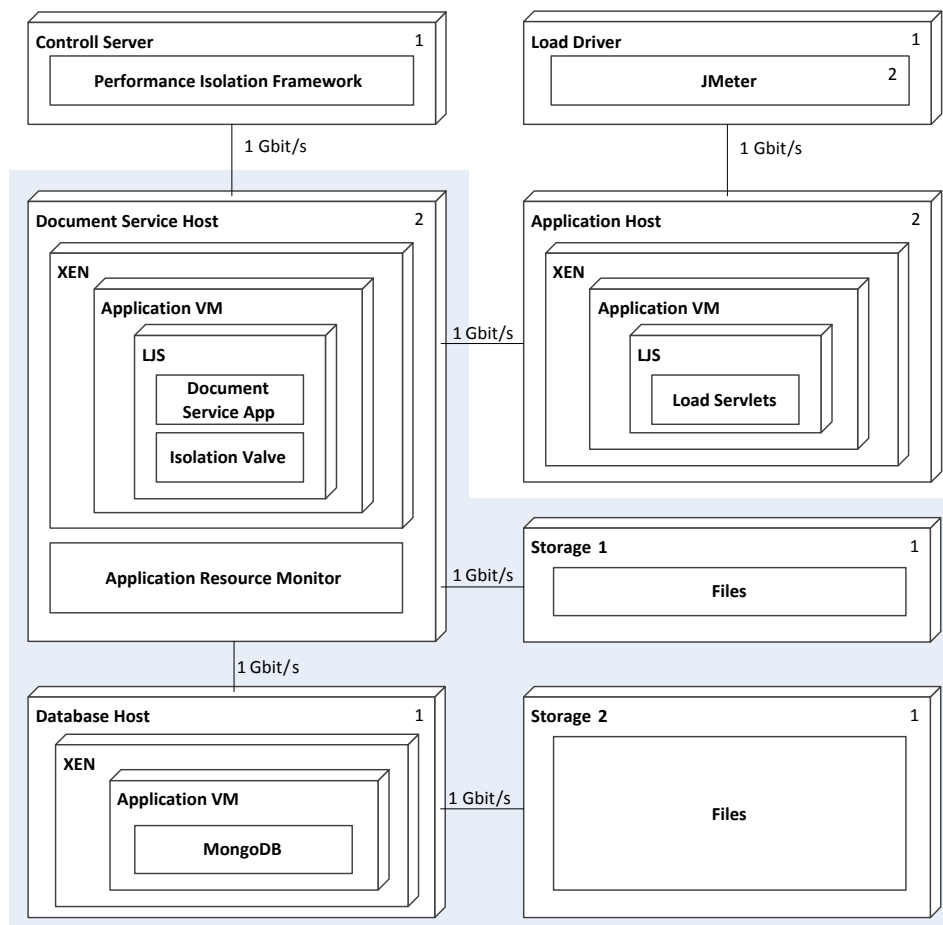 Controll Server 1
Performance Isolation Framework
Load Driver 1
JMeter 2
1 Gbit/s
1 Gbit/s
Document Service Host 2
XEN
Application VM
LJS
Document
Service App
Isolation Valve
Application Resource Monitor
1 Gbit/s
Application Host 2
XEN
Application VM
LJS
Load Servlets
1 Gbit/s
Storage 1 1
Files
1 Gbit/s
Database Host 1
XEN
Application VM
MongoDB
1 Gbit/s
Storage 2 1
Files